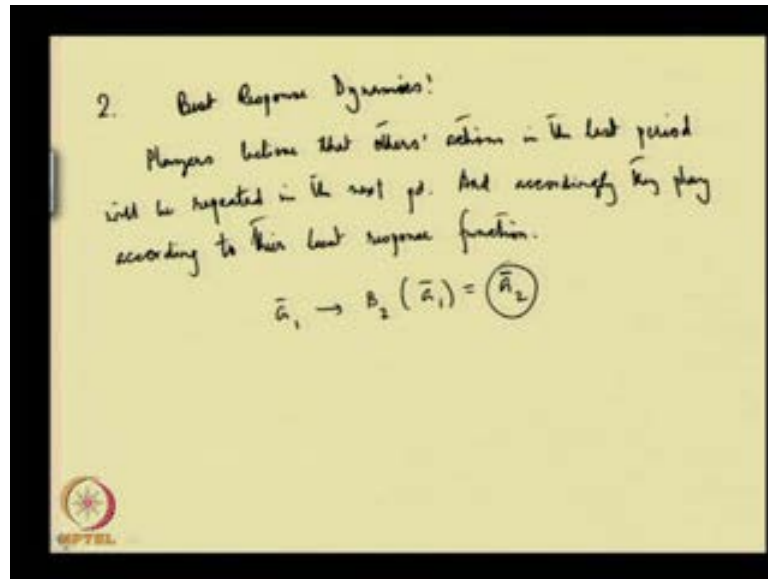 2. Best Response Dynamics:
Players believe that others' actions in the last period
will be repeated in the next pd. And accordingly they play
according to their best response function.
ā₁ → B₂ (ā₁) = ā₂
NPTEL